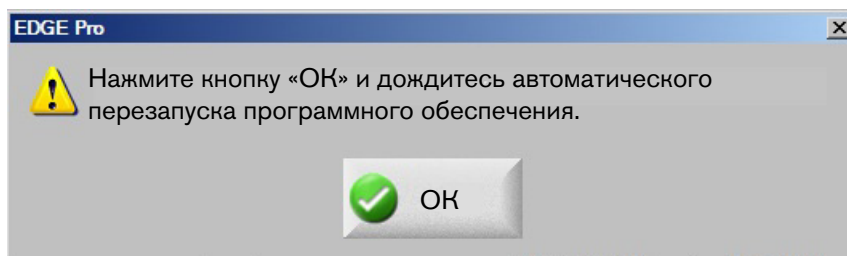 EDGE Pro
Нажмите кнопку «ОК» и дождитесь автоматического
перезапуска программного обеспечения.
ОК